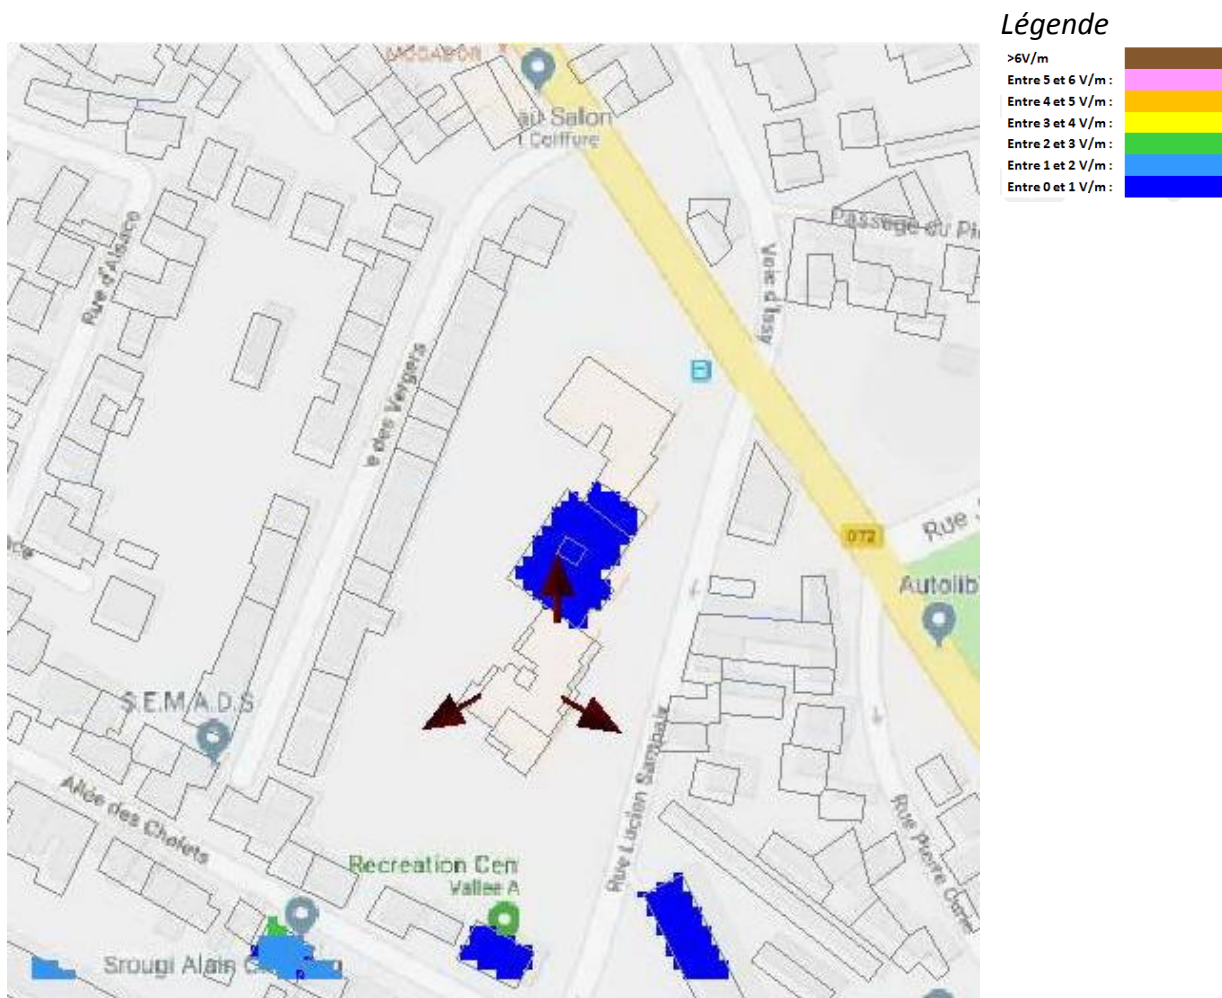 Légende
>6V/m
Entre 5 et 6 V/m :
Entre 4 et 5 V/m :
Entre 3 et 4 V/m :
Entre 2 et 3 V/m :
Entre 1 et 2 V/m :
Entre 0 et 1 V/m :
MOGADOR
au Salon
Coiffure
Passage du Pi
Rue d'Alsace
Voie d'Issy
e des Vergers
D72
Rue
Autolib
S.E.M.A.D.S
Allée des Chalets
Rue Lucien Sampaix
Rue Pierre Curie
Recreation Cen
Vallee A
Srougi Alain